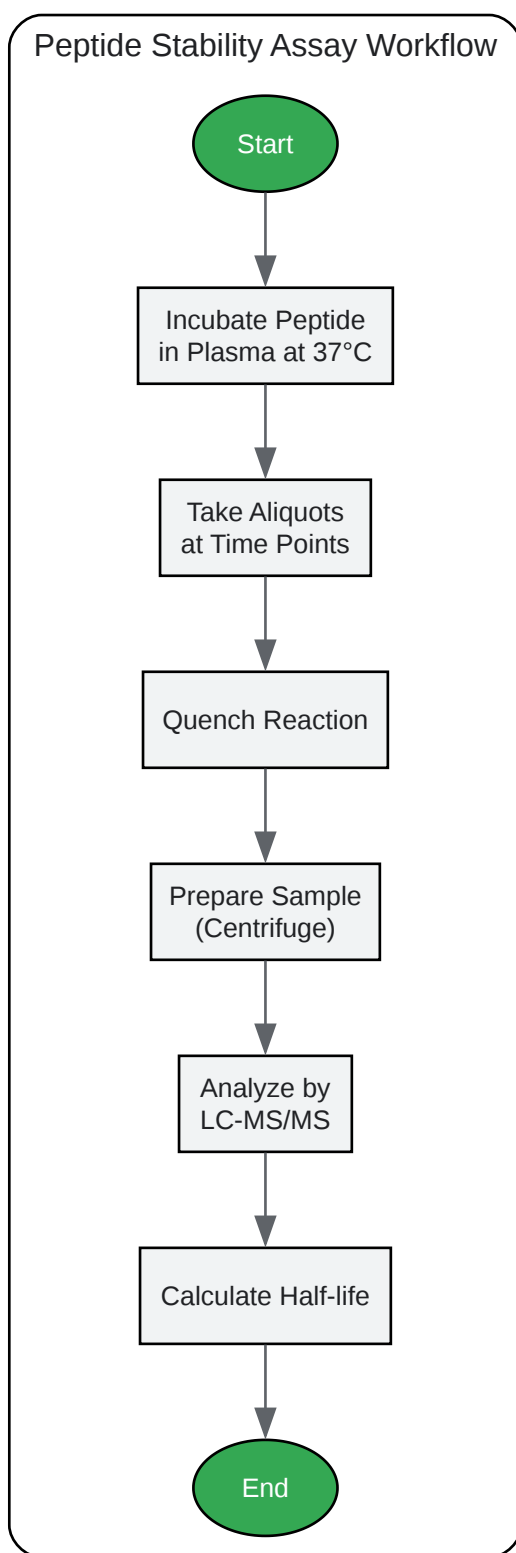 Peptide Stability Assay Workflow
Start
Incubate Peptide
in Plasma at 37°C
Take Aliquots
at Time Points
Quench Reaction
Prepare Sample
(Centrifuge)
Analyze by
LC-MS/MS
Calculate Half-life
End